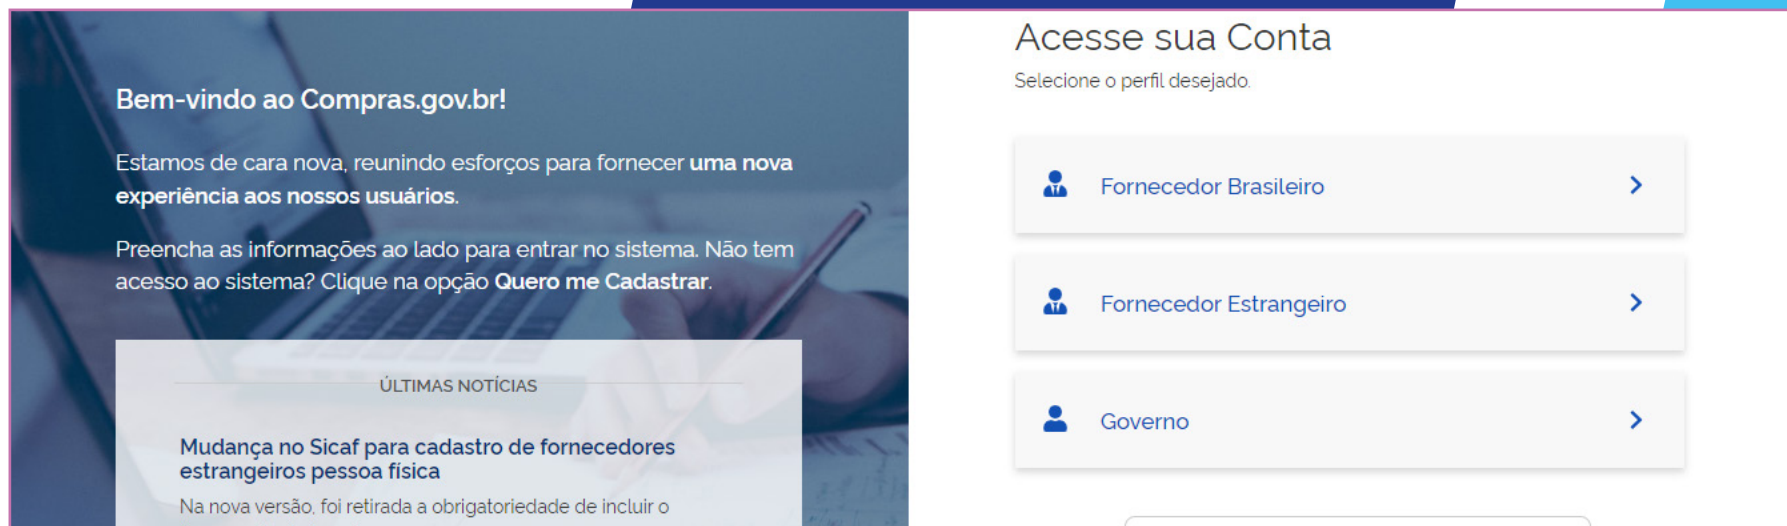 Bem-vindo ao Compras.gov.br!
Estamos de cara nova, reunindo esforços para fornecer uma nova
experiência aos nossos usuários.
Preencha as informações ao lado para entrar no sistema. Não tem
acesso ao sistema? Clique na opção Quero me Cadastrar.
ÚLTIMAS NOTÍCIAS
Mudança no Sicaf para cadastro de fornecedores
estrangeiros pessoa física
Na nova versão, foi retirada a obrigatoriedade de incluir o
Acesse sua Conta
Selecione o perfil desejado.
Fornecedor Brasileiro
Fornecedor Estrangeiro
Governo